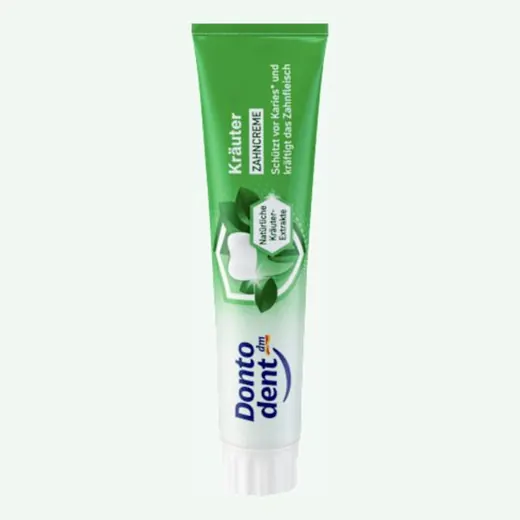 Kräuter
ZAHNCREME
Schützt vor Karies* und
kräftigt das Zahnfleisch
Natürliche
Kräuter-
Extrakte
Donto
dent
dm